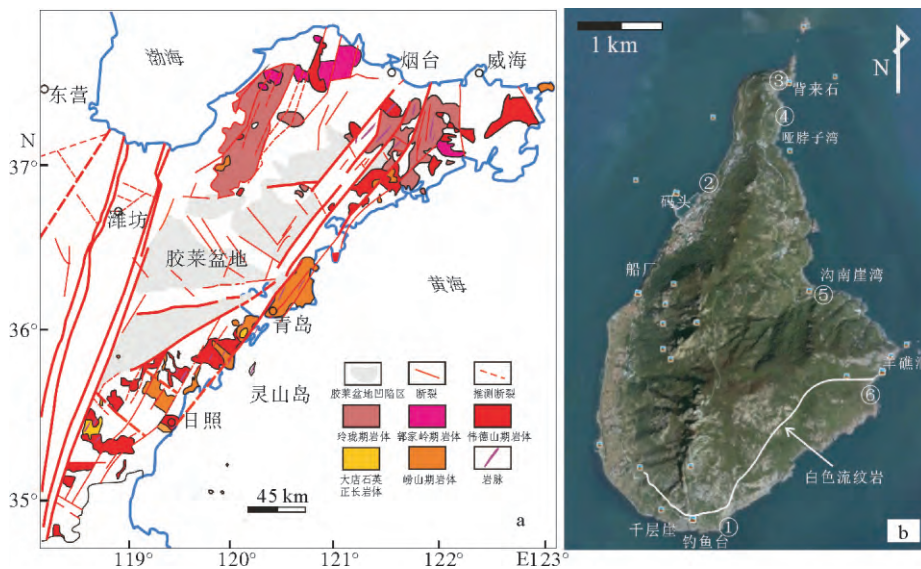 渤海
烟台
威海
东营
N
37°
潍坊
胶莱盆地
黄海
36°
青岛
灵山岛
胶莱盆地凹陷区
断裂
推测断裂
玲珑期岩体
郭家岭期岩体
伟德山期岩体
日照
大店石英
正长岩体
崂山期岩体
岩脉
35°
45 km
a
119°
120°
121°
122°
E123°
1 km
N
③
背来石
④
哑脖子湾
②
码头
船厂
沟南崖湾
⑤
羊礁洞
⑥
白色流纹岩
千层崖
①
钓鱼台
b